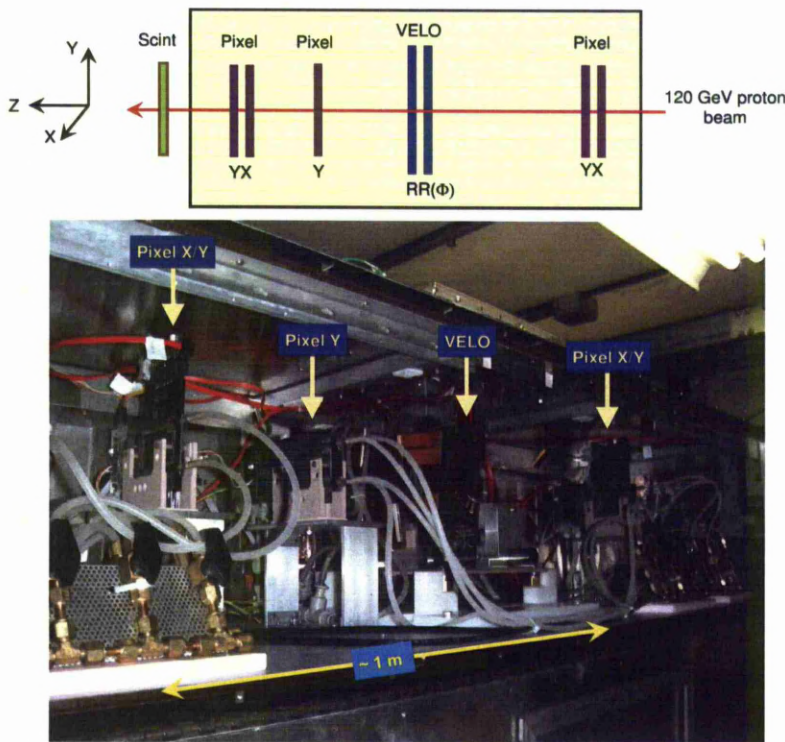 Y
Z
X
Scint
Pixel
Pixel
VELO
Pixel
120 GeV proton
beam
YX
Y
RR(Φ)
YX
Pixel X/Y
Pixel Y
VELO
Pixel X/Y
~ 1 m